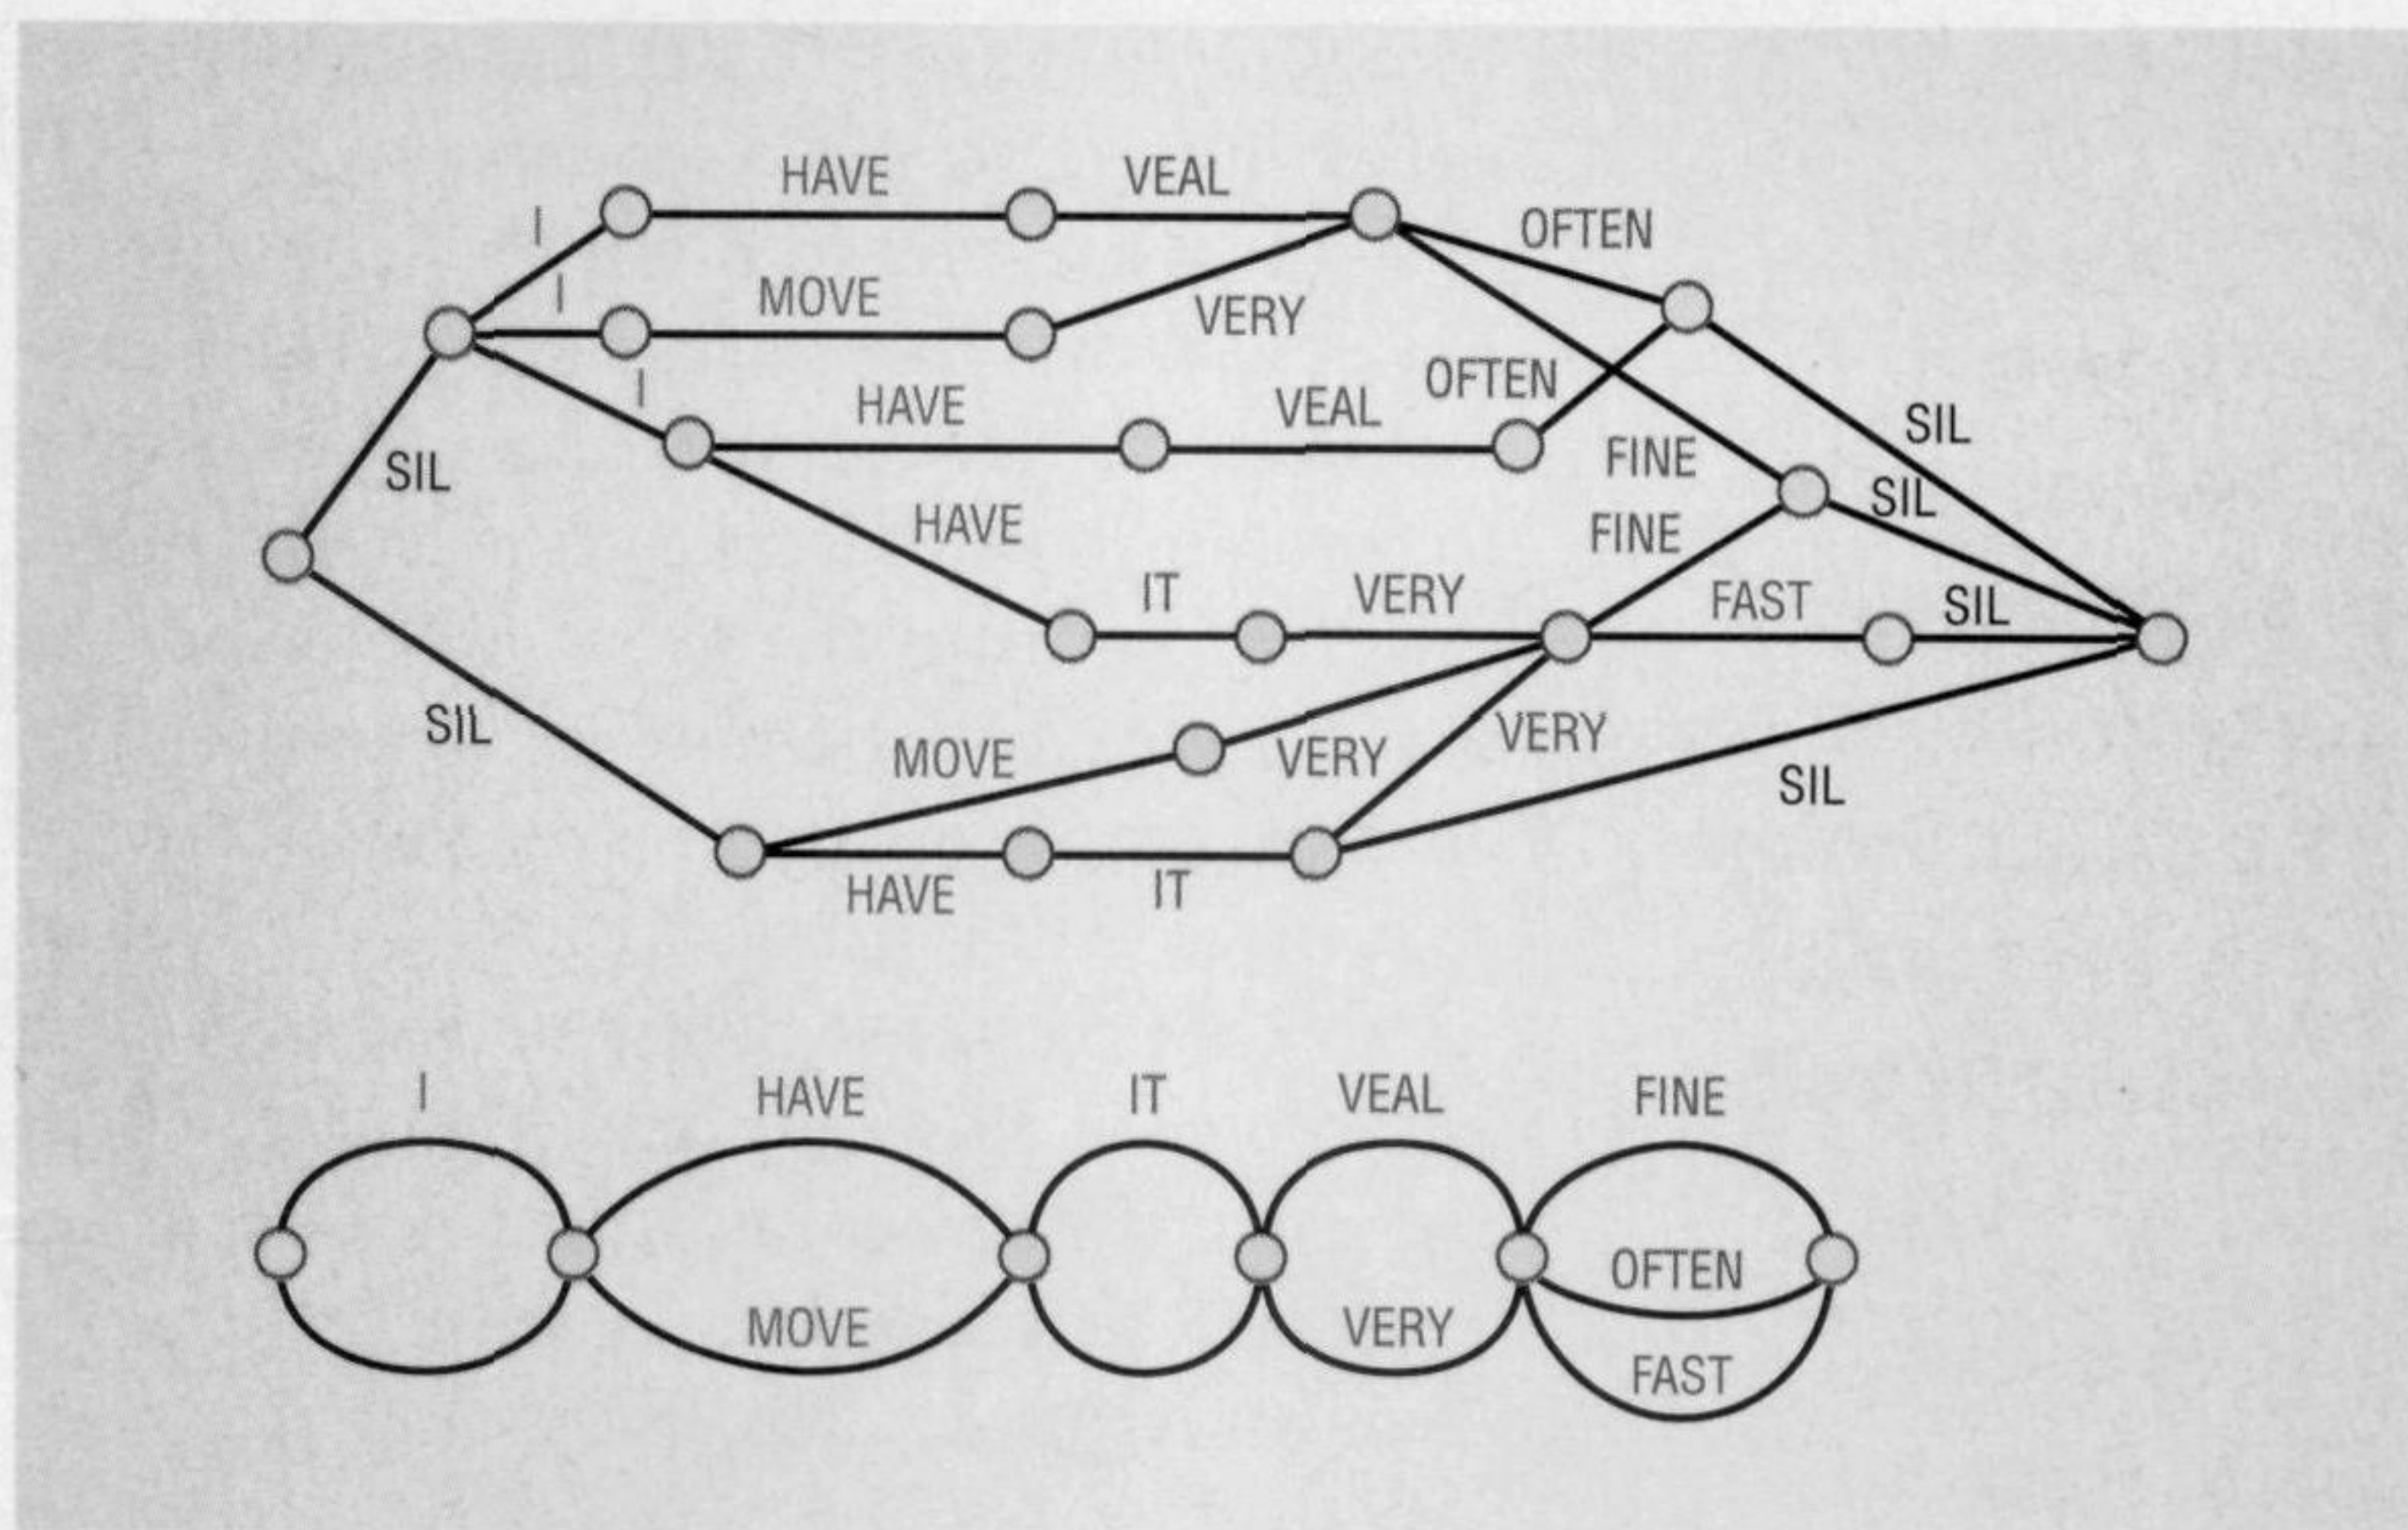 HAVE VEAL
I OFTEN
I MOVE VERY
I HAVE VEAL OFTEN
SIL
SIL HAVE FINE SIL
FINE
IT VERY FAST SIL
SIL MOVE VERY VERY
SIL
HAVE IT
I HAVE IT VEAL FINE
OFTEN
MOVE VERY
FAST